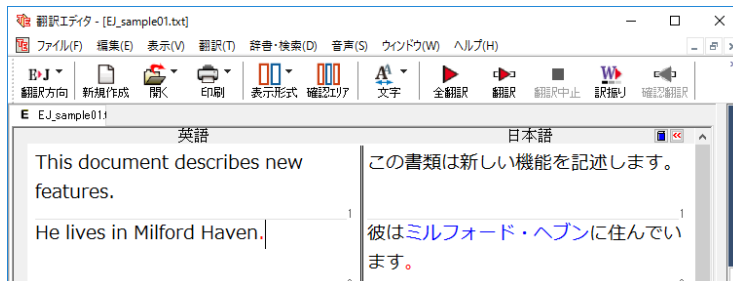 翻訳エディタ - [EJ_sample01.txt]
ファイル(F) 編集(E) 表示(V) 翻訳(T) 辞書・検索(D) 音声(S) ウィンドウ(W) ヘルプ(H)
E▸J
翻訳方向 新規作成 開く 印刷 表示形式 確認エリア 文字 全翻訳 翻訳 翻訳中止 訳振り 確認翻訳
E EJ_sample01.t
英語 日本語
This document describes new
features.
1
この書類は新しい機能を記述します。
1
He lives in Milford Haven.
彼はミルフォード・ヘブンに住んでい
ます。